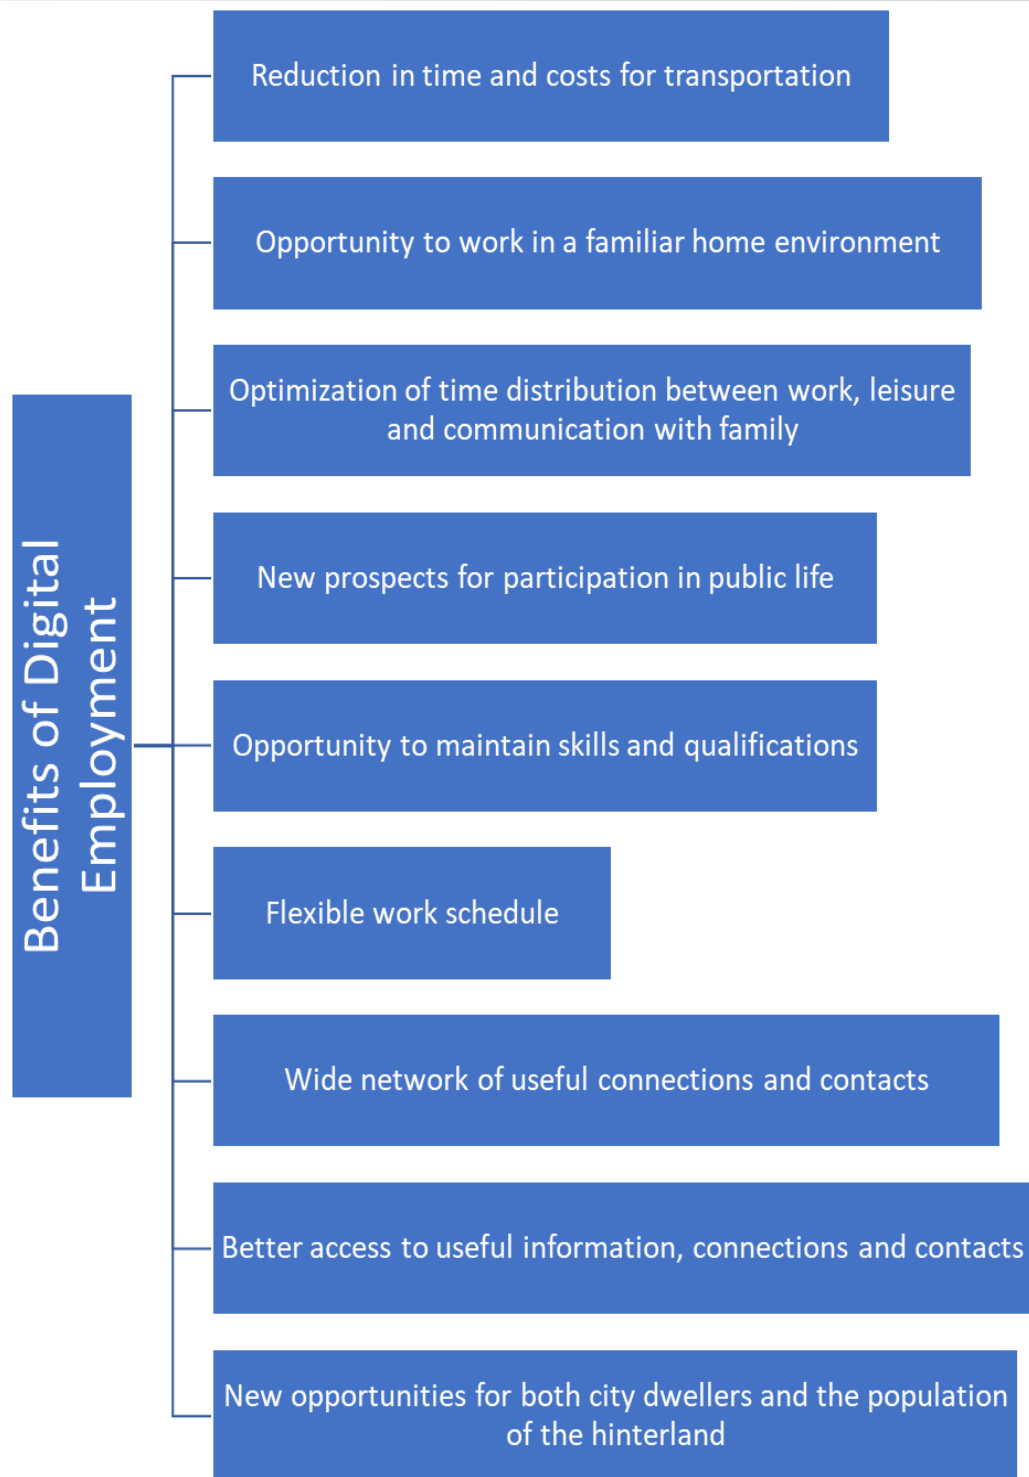 Benefits of Digital
Employment
Reduction in time and costs for transportation
Opportunity to work in a familiar home environment
Optimization of time distribution between work, leisure
and communication with family
New prospects for participation in public life
Opportunity to maintain skills and qualifications
Flexible work schedule
Wide network of useful connections and contacts
Better access to useful information, connections and contacts
New opportunities for both city dwellers and the population
of the hinterland